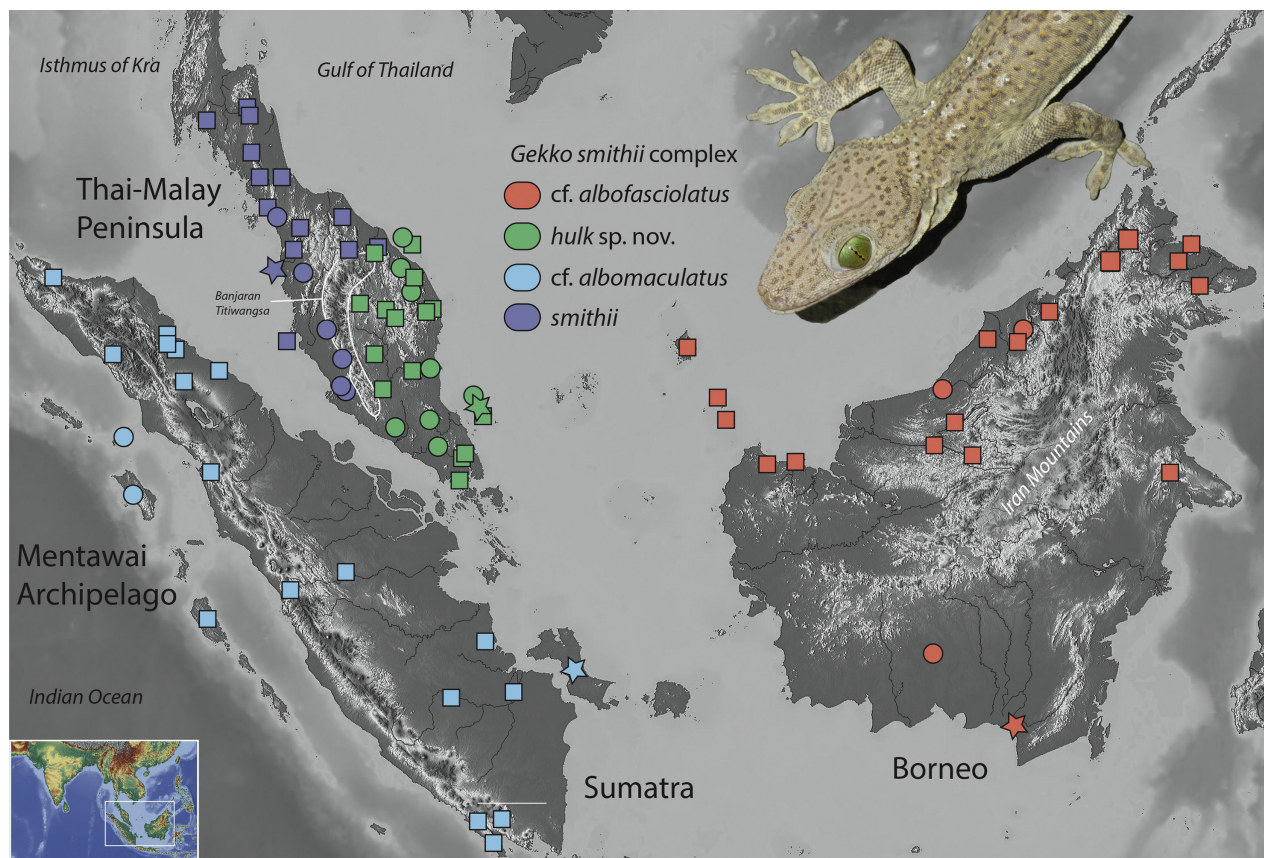 Isthmus of Kra
Gulf of Thailand
Gekko smithii complex
cf. albofasciolatus
hulk sp. nov.
cf. albomaculatus
smithii
Thai-Malay
Peninsula
Banjaran
Titiwangsa
Iran Mountains
Mentawai
Archipelago
Indian Ocean
Borneo
Sumatra